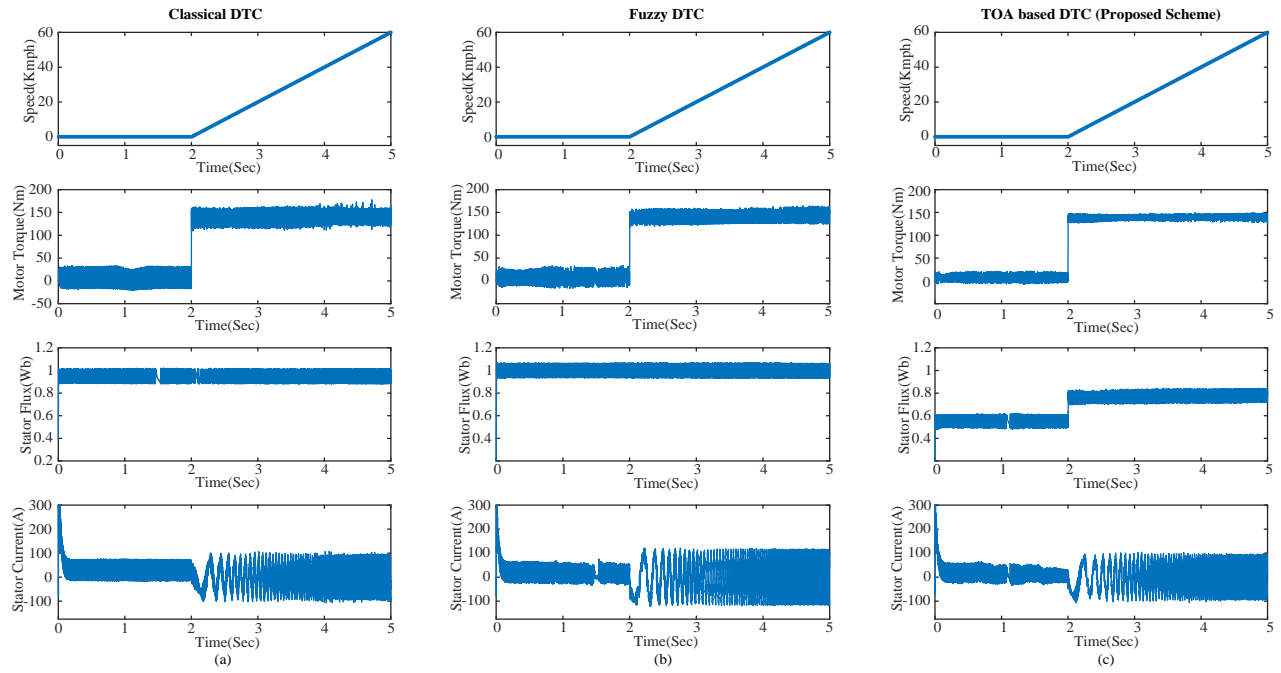 Classical DTC
60
40
20
0
Speed(Kmph)
0 1 2 3 4 5
Time(Sec)
200
150
100
50
0
-50
Motor Torque(Nm)
0 1 2 3 4 5
Time(Sec)
1.2
1
0.8
0.6
0.4
0.2
Stator Flux(Wb)
0 1 2 3 4 5
Time(Sec)
300
200
100
0
-100
Stator Current(A)
0 1 2 3 4 5
Time(Sec)
(a)
Fuzzy DTC
60
40
20
0
Speed(Kmph)
0 1 2 3 4 5
Time(Sec)
200
150
100
50
0
Motor Torque(Nm)
0 1 2 3 4 5
Time(Sec)
1.2
1
0.8
0.6
0.4
Stator Flux(Wb)
0 1 2 3 4 5
Time(Sec)
300
200
100
0
-100
Stator Current(A)
0 1 2 3 4 5
Time(Sec)
(b)
TOA based DTC (Proposed Scheme)
60
40
20
0
Speed(Kmph)
0 1 2 3 4 5
Time(Sec)
200
150
100
50
0
Motor Torque(Nm)
0 1 2 3 4 5
Time(Sec)
1.2
1
0.8
0.6
0.4
Stator Flux(Wb)
0 1 2 3 4 5
Time(Sec)
300
200
100
0
-100
Stator Current(A)
0 1 2 3 4 5
Time(Sec)
(c)